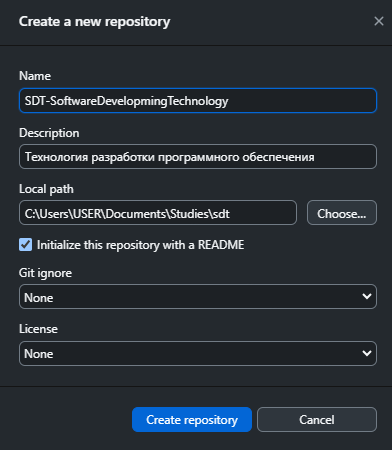 Create a new repository
Name
SDT-SoftwareDevelopmingTechnology
Description
Технология разработки программного обеспечения
Local path
C:\Users\USER\Documents\Studies\sdt
Choose...
Initialize this repository with a README
Git ignore
None
License
None
Create repository
Cancel